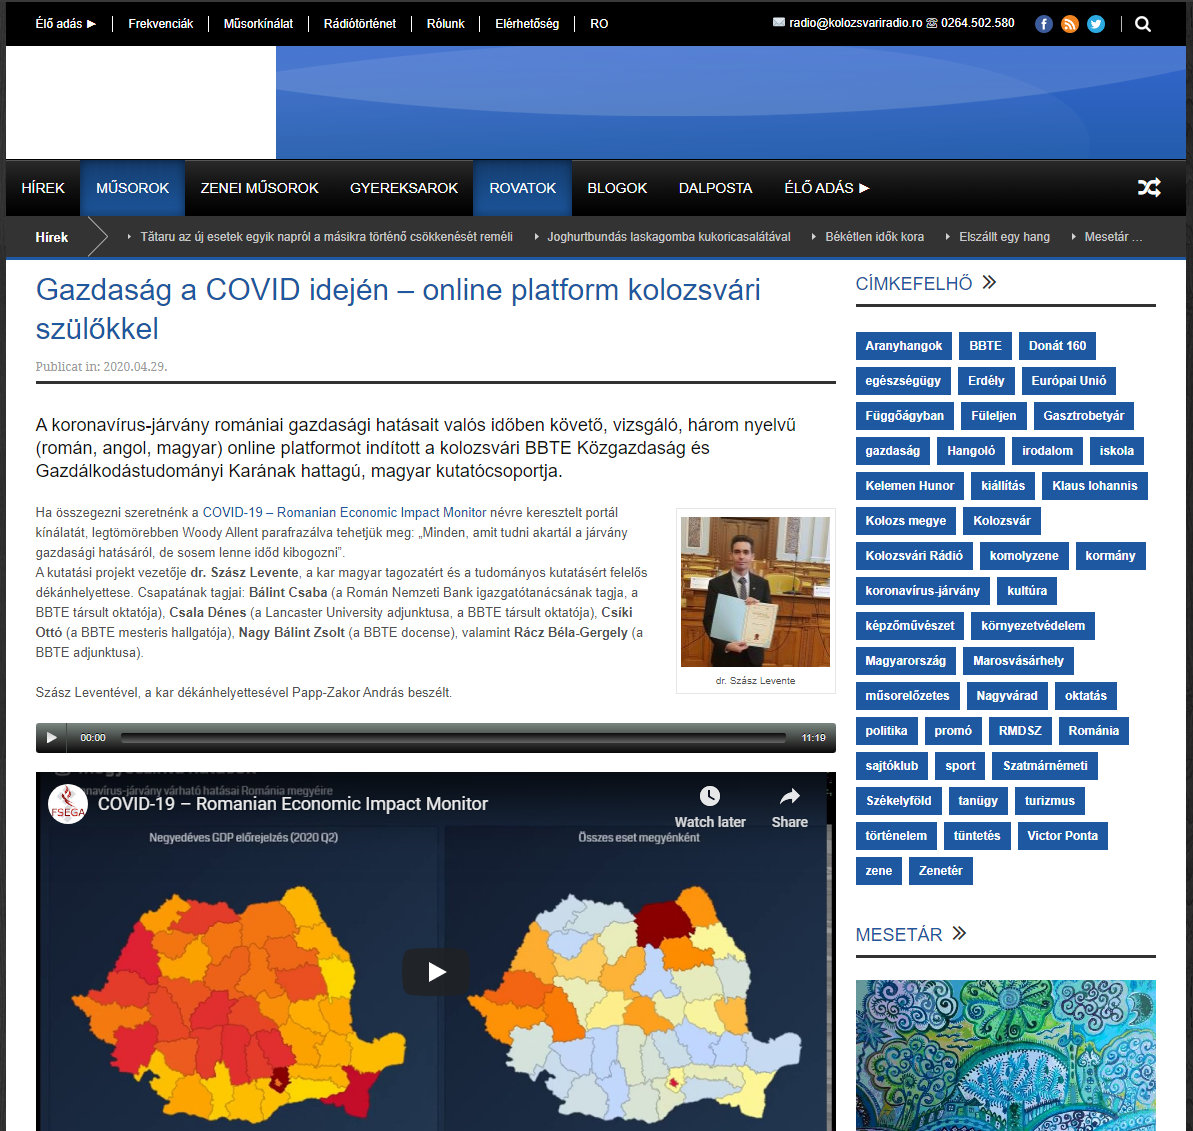 Élő adás ►
Frekvenciák
Műsorkínálat
Rádiótörténet
Rólunk
Elérhetőség
RO
radio@kolozsvariradio.ro ☏ 0264.502.580
HÍREK
MŰSOROK
ZENEI MŰSOROK
GYEREKSAROK
ROVATOK
BLOGOK
DALPOSTA
ÉLŐ ADÁS ►
Hírek
Tătaru az új esetek egyik napról a másikra történő csökkenését reméli
Joghurtbundás laskagomba kukoricasalátával
Békétlen idők kora
Elszállt egy hang
Mesetár ...
Gazdaság a COVID idején – online platform kolozsvári
szülőkkel
Publicat in: 2020.04.29.
A koronavírus-járvány romániai gazdasági hatásait valós időben követő, vizsgáló, három nyelvű
(román, angol, magyar) online platformot indított a kolozsvári BBTE Közgazdaság és
Gazdálkodástudományi Karának hattagú, magyar kutatócsoportja.
Ha összegezni szeretnénk a COVID-19 – Romanian Economic Impact Monitor névre keresztelt portál
kínálatát, legtömörebben Woody Allent parafrazálva tehetjük meg: „Minden, amit tudni akartál a járvány
gazdasági hatásáról, de sosem lenne időd kibogozni”.
A kutatási projekt vezetője dr. Szász Levente, a kar magyar tagozatért és a tudományos kutatásért felelős
dékánhelyettese. Csapatának tagjai: Bálint Csaba (a Román Nemzeti Bank igazgatótanácsának tagja, a
BBTE társult oktatója), Csala Dénes (a Lancaster University adjunktusa, a BBTE társult oktatója), Csíki
Ottó (a BBTE mesteris hallgatója), Nagy Bálint Zsolt (a BBTE docense), valamint Rácz Béla-Gergely (a
BBTE adjunktusa).
dr. Szász Levente
Szász Leventével, a kar dékánhelyettesével Papp-Zakor András beszélt.
00:00
11:19
FSEGA
COVID-19 – Romanian Economic Impact Monitor
Watch later
Share
Negyedéves GDP előrejelzés (2020 Q2)
Összes eset megyénként
CÍMKEFELHŐ
Aranyhangok BBTE Donát 160
egészségügy Erdély Európai Unió
Függőágyban Füleljen Gasztrobetyár
gazdaság Hangoló irodalom iskola
Kelemen Hunor kiállítás Klaus Iohannis
Kolozs megye Kolozsvár
Kolozsvári Rádió komolyzene kormány
koronavírus-járvány kultúra
képzőművészet környezetvédelem
Magyarország Marosvásárhely
műsorelőzetes Nagyvárad oktatás
politika promó RMDSZ Románia
sajtóklub sport Szatmárnémeti
Székelyföld tanügy turizmus
történelem tüntetés Victor Ponta
zene Zenetér
MESETÁR